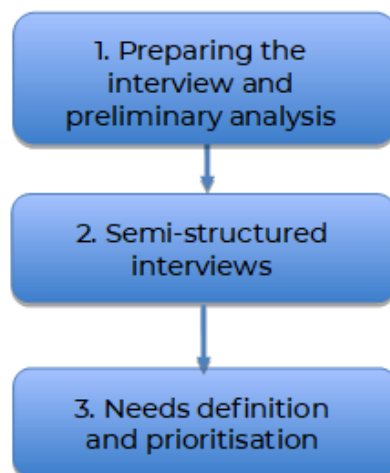 1. Preparing the
interview and
preliminary analysis
2. Semi-structured
interviews
3. Needs definition
and prioritisation